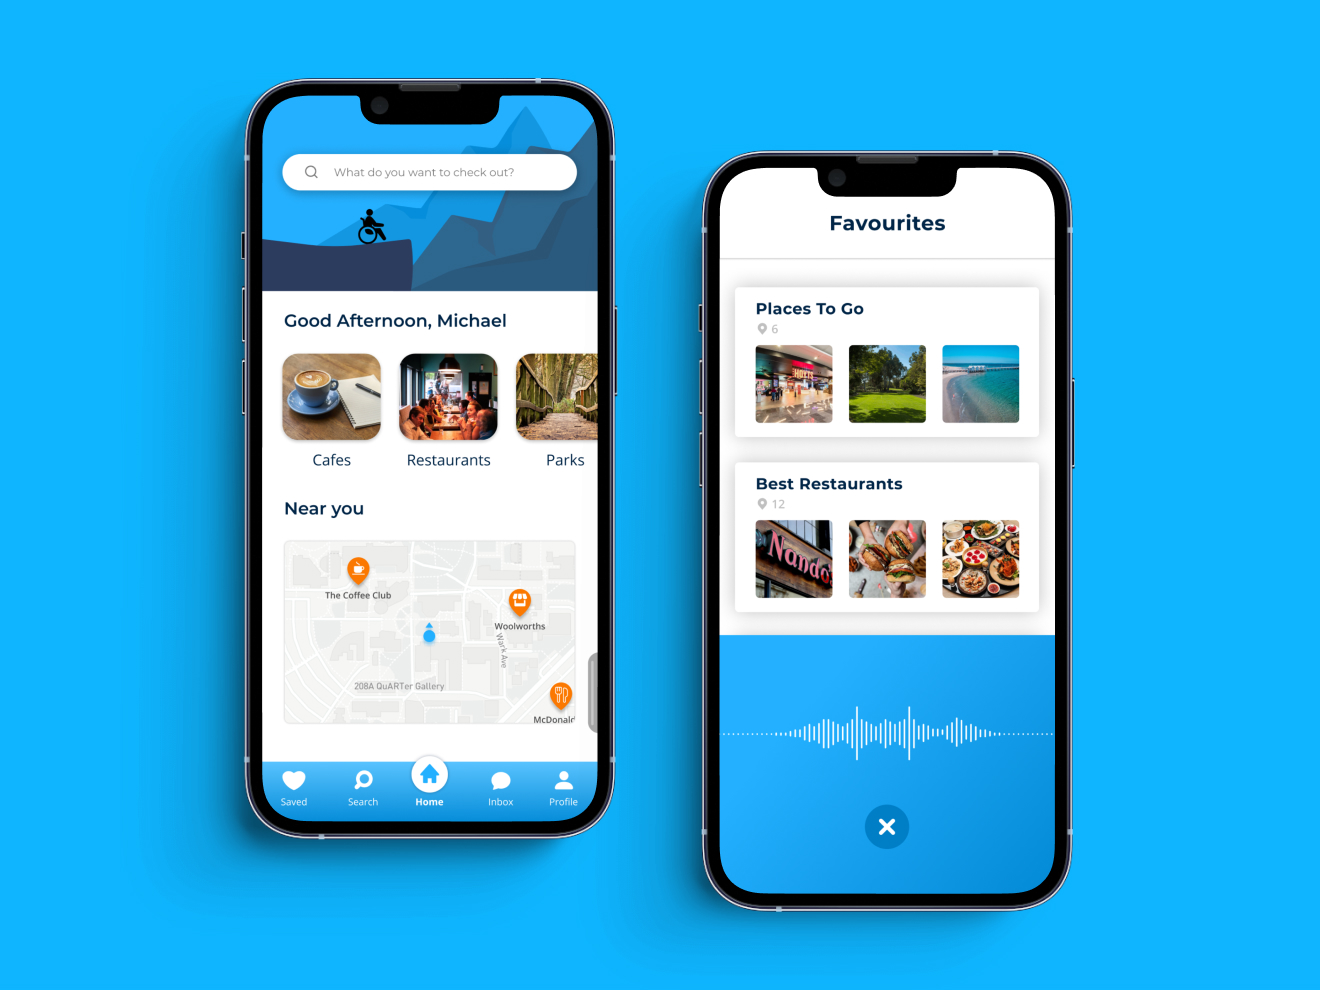 What do you want to check out?
Good Afternoon, Michael
Cafes
Restaurants
Parks
Near you
The Coffee Club
Woolworths
Wark Ave
208A QuARTer Gallery
McDonald
Saved
Search
Home
Inbox
Profile
Favourites
Places To Go
6
HOYTS
Best Restaurants
12
Nando's